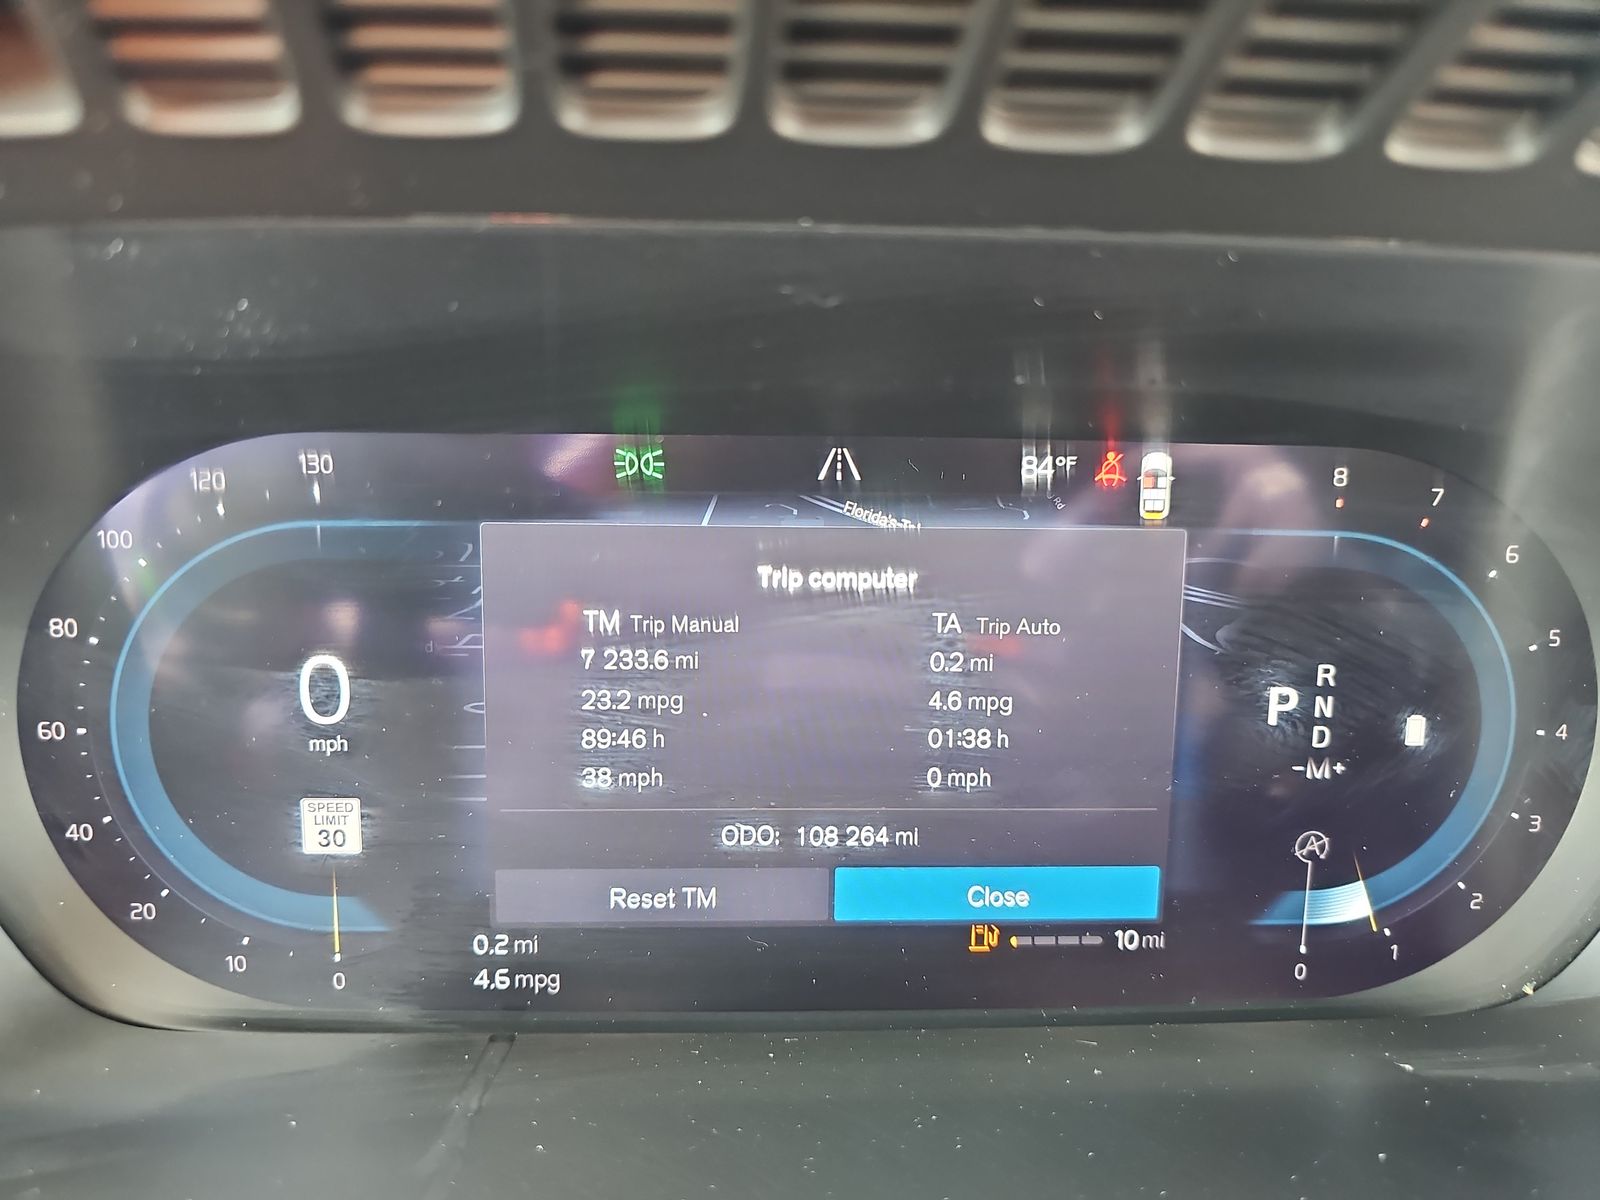 120 130
84°F
8
7
Florida's
Rd
100
6
Trip computer
TM Trip Manual TA Trip Auto
80
5
7 233.6 mi 0.2 mi
23.2 mpg 4.6 mpg
89:46 h 01:38 h
38 mpg 0 mph
0
mph
P
R
N
D
-M+
60
4
SPEED
LIMIT
30
40
3
ODO: 108 264 mi
A
Reset TM Close
20
2
0.2 mi
10 mi
10
1
4.6 mpg
0
0